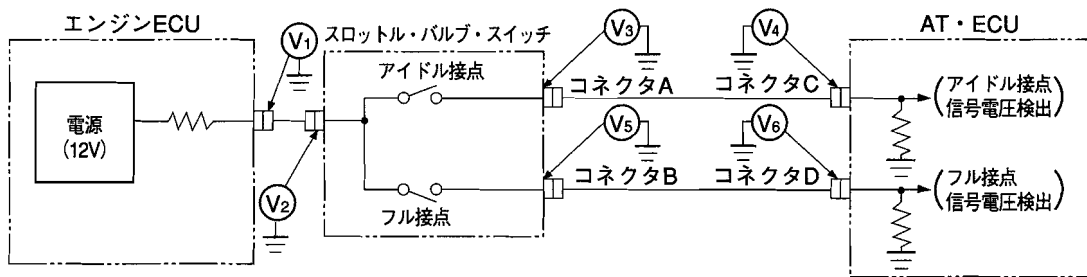 エンジンECU
電源
(12V)
V1
V2
スロットル・バルブ・スイッチ
アイドル接点
フル接点
V3
コネクタA
V4
コネクタC
V5
コネクタB
V6
コネクタD
AT・ECU
(アイドル接点
信号電圧検出)
(フル接点
信号電圧検出)